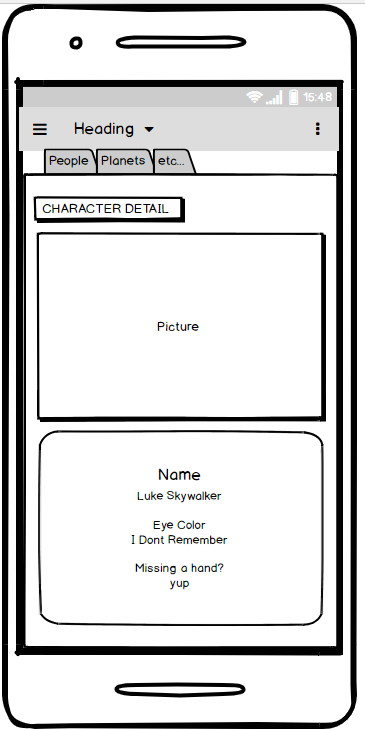 15:48
Heading
People Planets etc...
CHARACTER DETAIL
Picture
Name
Luke Skywalker
Eye Color
I Dont Remember
Missing a hand?
yup